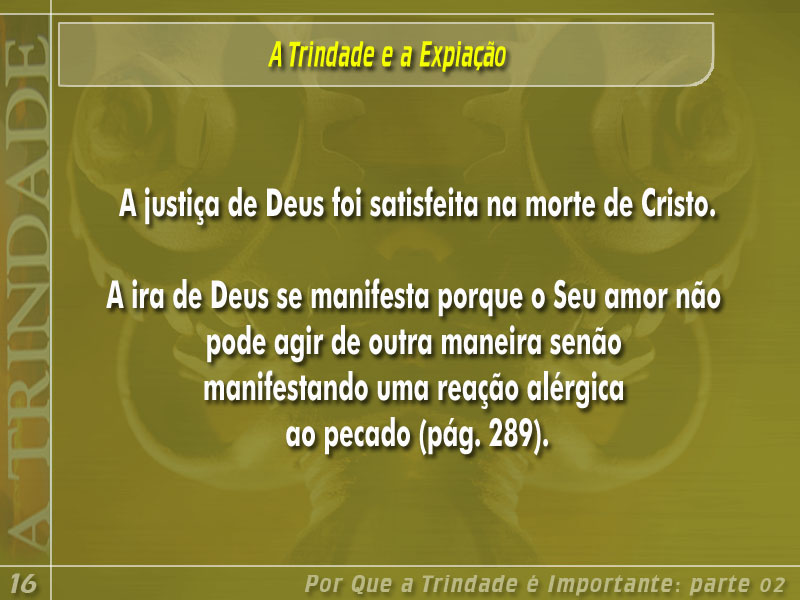 A TRINDADE
A Trindade e a Expiação
A justiça de Deus foi satisfeita na morte de Cristo.
A ira de Deus se manifesta porque o Seu amor não
pode agir de outra maneira senão
manifestando uma reação alérgica
ao pecado (pág. 289).
16
Por Que a Trindade é Importante: parte 02